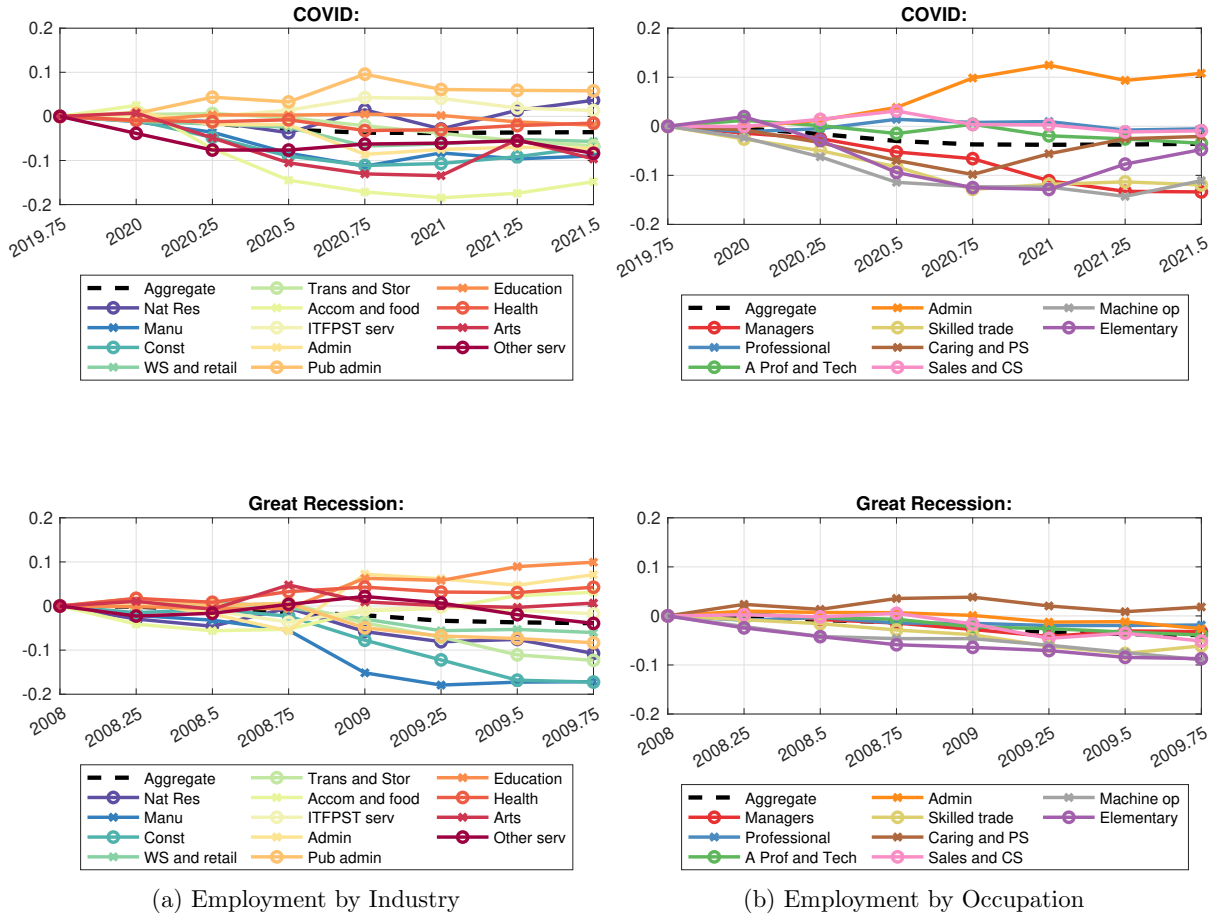 COVID:
0.2
0.1
0
-0.1
-0.2
2019.75
2020
2020.25
2020.5
2020.75
2021
2021.25
2021.5
Aggregate
Nat Res
Manu
Const
WS and retail
Trans and Stor
Accom and food
ITFPST serv
Admin
Pub admin
Education
Health
Arts
Other serv
COVID:
0.2
0.1
0
-0.1
-0.2
2019.75
2020
2020.25
2020.5
2020.75
2021
2021.25
2021.5
Aggregate
Managers
Professional
A Prof and Tech
Admin
Skilled trade
Caring and PS
Sales and CS
Machine op
Elementary
Great Recession:
0.2
0.1
0
-0.1
-0.2
2008
2008.25
2008.5
2008.75
2009
2009.25
2009.5
2009.75
Aggregate
Nat Res
Manu
Const
WS and retail
Trans and Stor
Accom and food
ITFPST serv
Admin
Pub admin
Education
Health
Arts
Other serv
(a) Employment by Industry
Great Recession:
0.2
0.1
0
-0.1
-0.2
2008
2008.25
2008.5
2008.75
2009
2009.25
2009.5
2009.75
Aggregate
Managers
Professional
A Prof and Tech
Admin
Skilled trade
Caring and PS
Sales and CS
Machine op
Elementary
(b) Employment by Occupation